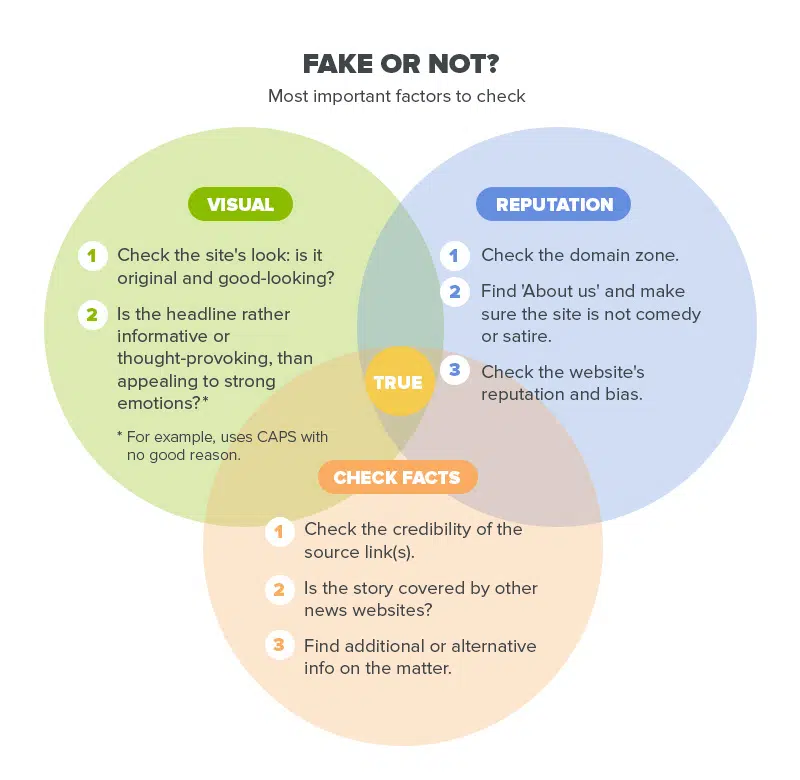 FAKE OR NOT?
Most important factors to check
VISUAL
1 Check the site's look: is it
original and good-looking?
2 Is the headline rather
informative or
thought-provoking, than
appealing to strong
emotions?*
* For example, uses CAPS with
no good reason.
REPUTATION
1 Check the domain zone.
2 Find 'About us' and make
sure the site is not comedy
or satire.
3 Check the website's
reputation and bias.
TRUE
CHECK FACTS
1 Check the credibility of the
source link(s).
2 Is the story covered by other
news websites?
3 Find additional or alternative
info on the matter.